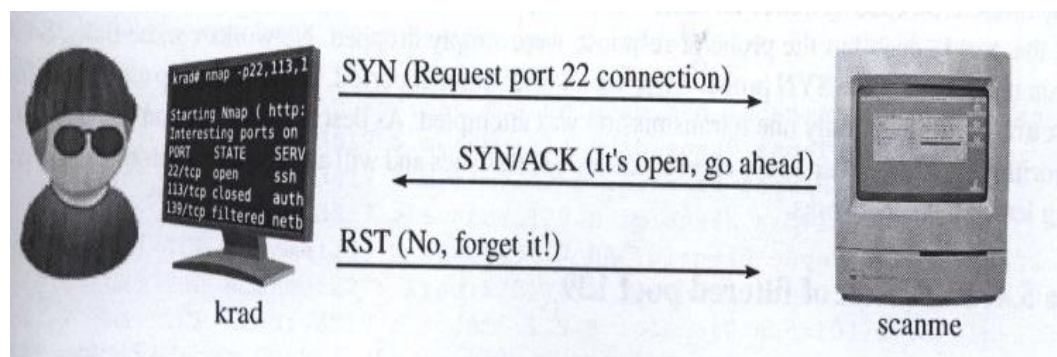 krad# nmap -p22,113,1
Starting Nmap ( http:
Interesting ports on
PORT STATE SERV
22/tcp open ssh
113/tcp closed auth
139/tcp filtered netb
SYN (Request port 22 connection)
SYN/ACK (It's open, go ahead)
RST (No, forget it!)
krad
scanme